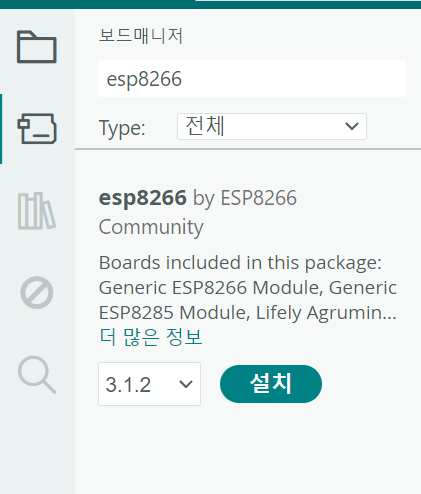 보드매니저
esp8266
Type: 전체
esp8266 by ESP8266
Community
Boards included in this package:
Generic ESP8266 Module, Generic
ESP8285 Module, Lifely Agrumin...
더 많은 정보
3.1.2 설치